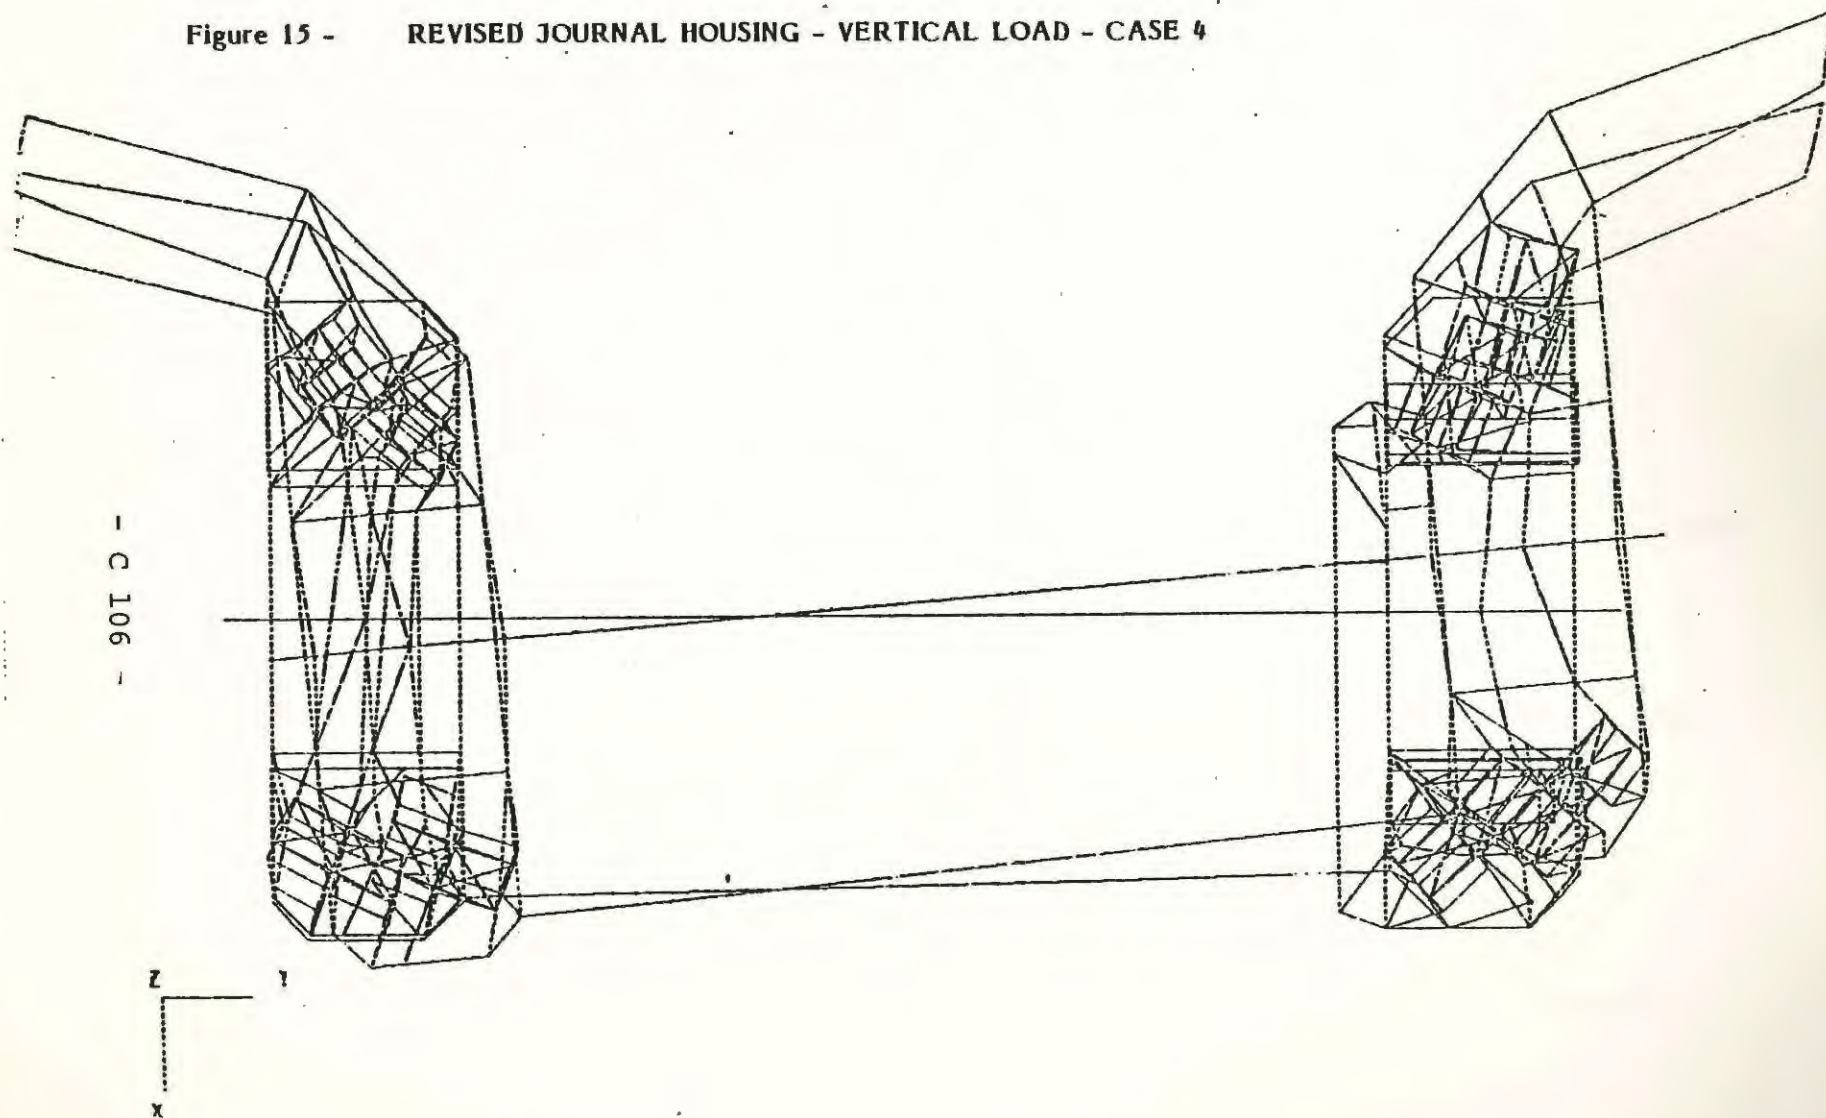 Figure 15 - REVISED JOURNAL HOUSING - VERTICAL LOAD - CASE 4
- C 106 -
Z Y
X